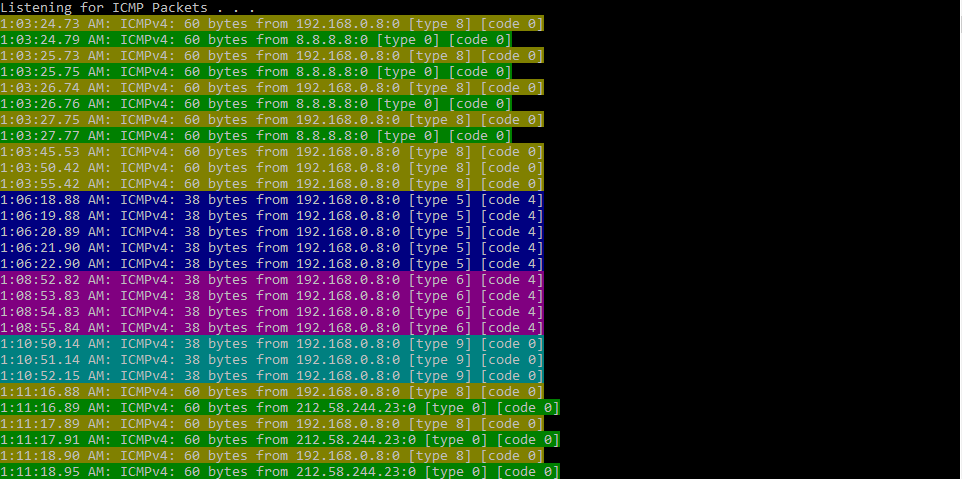 Listening for ICMP Packets . . .
1:03:24.73 AM: ICMPv4: 60 bytes from 192.168.0.8:0 [type 8] [code 0]
1:03:24.79 AM: ICMPv4: 60 bytes from 8.8.8.8:0 [type 0] [code 0]
1:03:25.73 AM: ICMPv4: 60 bytes from 192.168.0.8:0 [type 8] [code 0]
1:03:25.75 AM: ICMPv4: 60 bytes from 8.8.8.8:0 [type 0] [code 0]
1:03:26.74 AM: ICMPv4: 60 bytes from 192.168.0.8:0 [type 8] [code 0]
1:03:26.76 AM: ICMPv4: 60 bytes from 8.8.8.8:0 [type 0] [code 0]
1:03:27.75 AM: ICMPv4: 60 bytes from 192.168.0.8:0 [type 8] [code 0]
1:03:27.77 AM: ICMPv4: 60 bytes from 8.8.8.8:0 [type 0] [code 0]
1:03:45.53 AM: ICMPv4: 60 bytes from 192.168.0.8:0 [type 8] [code 0]
1:03:50.42 AM: ICMPv4: 60 bytes from 192.168.0.8:0 [type 8] [code 0]
1:03:55.42 AM: ICMPv4: 60 bytes from 192.168.0.8:0 [type 8] [code 0]
1:06:18.88 AM: ICMPv4: 38 bytes from 192.168.0.8:0 [type 5] [code 4]
1:06:19.88 AM: ICMPv4: 38 bytes from 192.168.0.8:0 [type 5] [code 4]
1:06:20.89 AM: ICMPv4: 38 bytes from 192.168.0.8:0 [type 5] [code 4]
1:06:21.90 AM: ICMPv4: 38 bytes from 192.168.0.8:0 [type 5] [code 4]
1:06:22.90 AM: ICMPv4: 38 bytes from 192.168.0.8:0 [type 5] [code 4]
1:08:52.82 AM: ICMPv4: 38 bytes from 192.168.0.8:0 [type 6] [code 4]
1:08:53.83 AM: ICMPv4: 38 bytes from 192.168.0.8:0 [type 6] [code 4]
1:08:54.83 AM: ICMPv4: 38 bytes from 192.168.0.8:0 [type 6] [code 4]
1:08:55.84 AM: ICMPv4: 38 bytes from 192.168.0.8:0 [type 6] [code 4]
1:10:50.14 AM: ICMPv4: 38 bytes from 192.168.0.8:0 [type 9] [code 0]
1:10:51.14 AM: ICMPv4: 38 bytes from 192.168.0.8:0 [type 9] [code 0]
1:10:52.15 AM: ICMPv4: 38 bytes from 192.168.0.8:0 [type 9] [code 0]
1:11:16.88 AM: ICMPv4: 60 bytes from 192.168.0.8:0 [type 8] [code 0]
1:11:16.89 AM: ICMPv4: 60 bytes from 212.58.244.23:0 [type 0] [code 0]
1:11:17.89 AM: ICMPv4: 60 bytes from 192.168.0.8:0 [type 8] [code 0]
1:11:17.91 AM: ICMPv4: 60 bytes from 212.58.244.23:0 [type 0] [code 0]
1:11:18.90 AM: ICMPv4: 60 bytes from 192.168.0.8:0 [type 8] [code 0]
1:11:18.95 AM: ICMPv4: 60 bytes from 212.58.244.23:0 [type 0] [code 0]